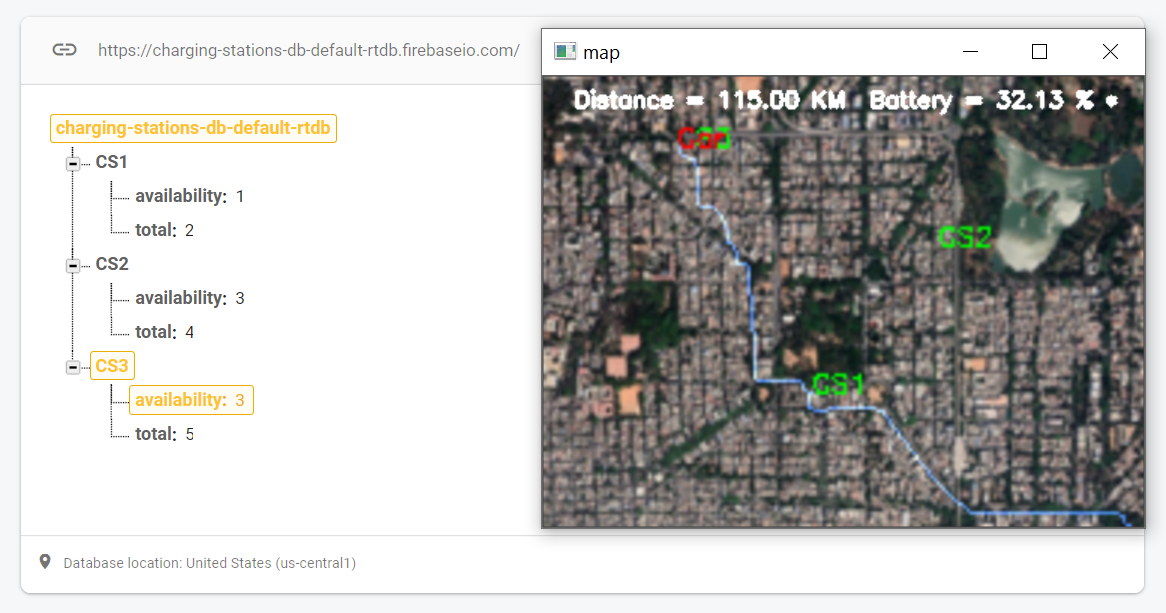 https://charging-stations-db-default-rtdb.firebaseio.com/
charging-stations-db-default-rtdb
CS1
availability: 1
total: 2
CS2
availability: 3
total: 4
CS3
availability: 3
total: 5
Database location: United States (us-central1)
map
Distance = 115.00 KM Battery = 32.13 %
CS2
CS1